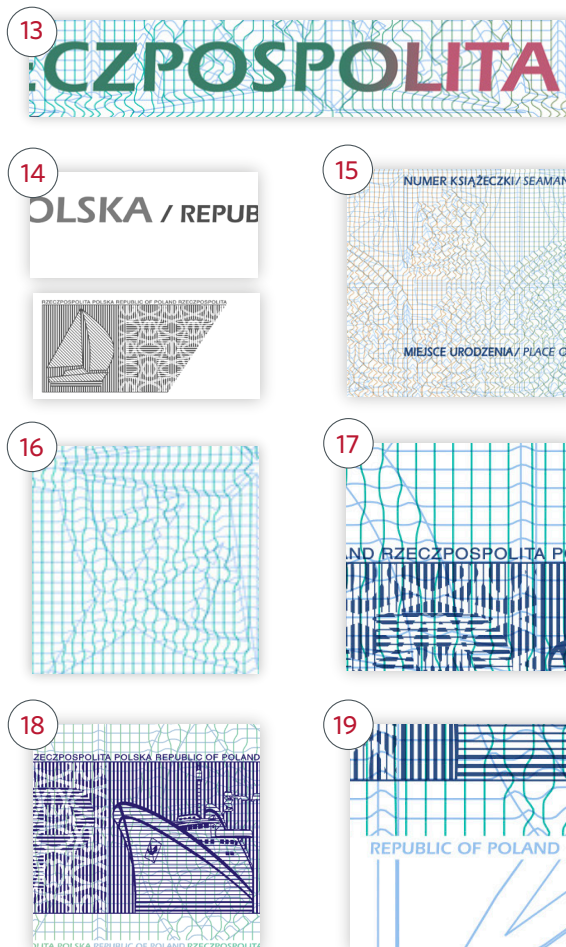 13
CZPOSPOLITA
14
15
OLSKA / REPUB
NUMER KSIĄŻECZKI / SEAMAN
RZECZPOSPOLITA POLSKA REPUBLIC OF POLAND RZECZPOSPOLITA
MIEJSCE URODZENIA / PLACE O
16
17
ND RZECZPOSPOLITA PO
18
19
ZECZPOSPOLITA POLSKA REPUBLIC OF POLAND
REPUBLIC OF POLAND
LITA POLSKA REPUBLIC OF POLAND RZECZPOSPOLITA